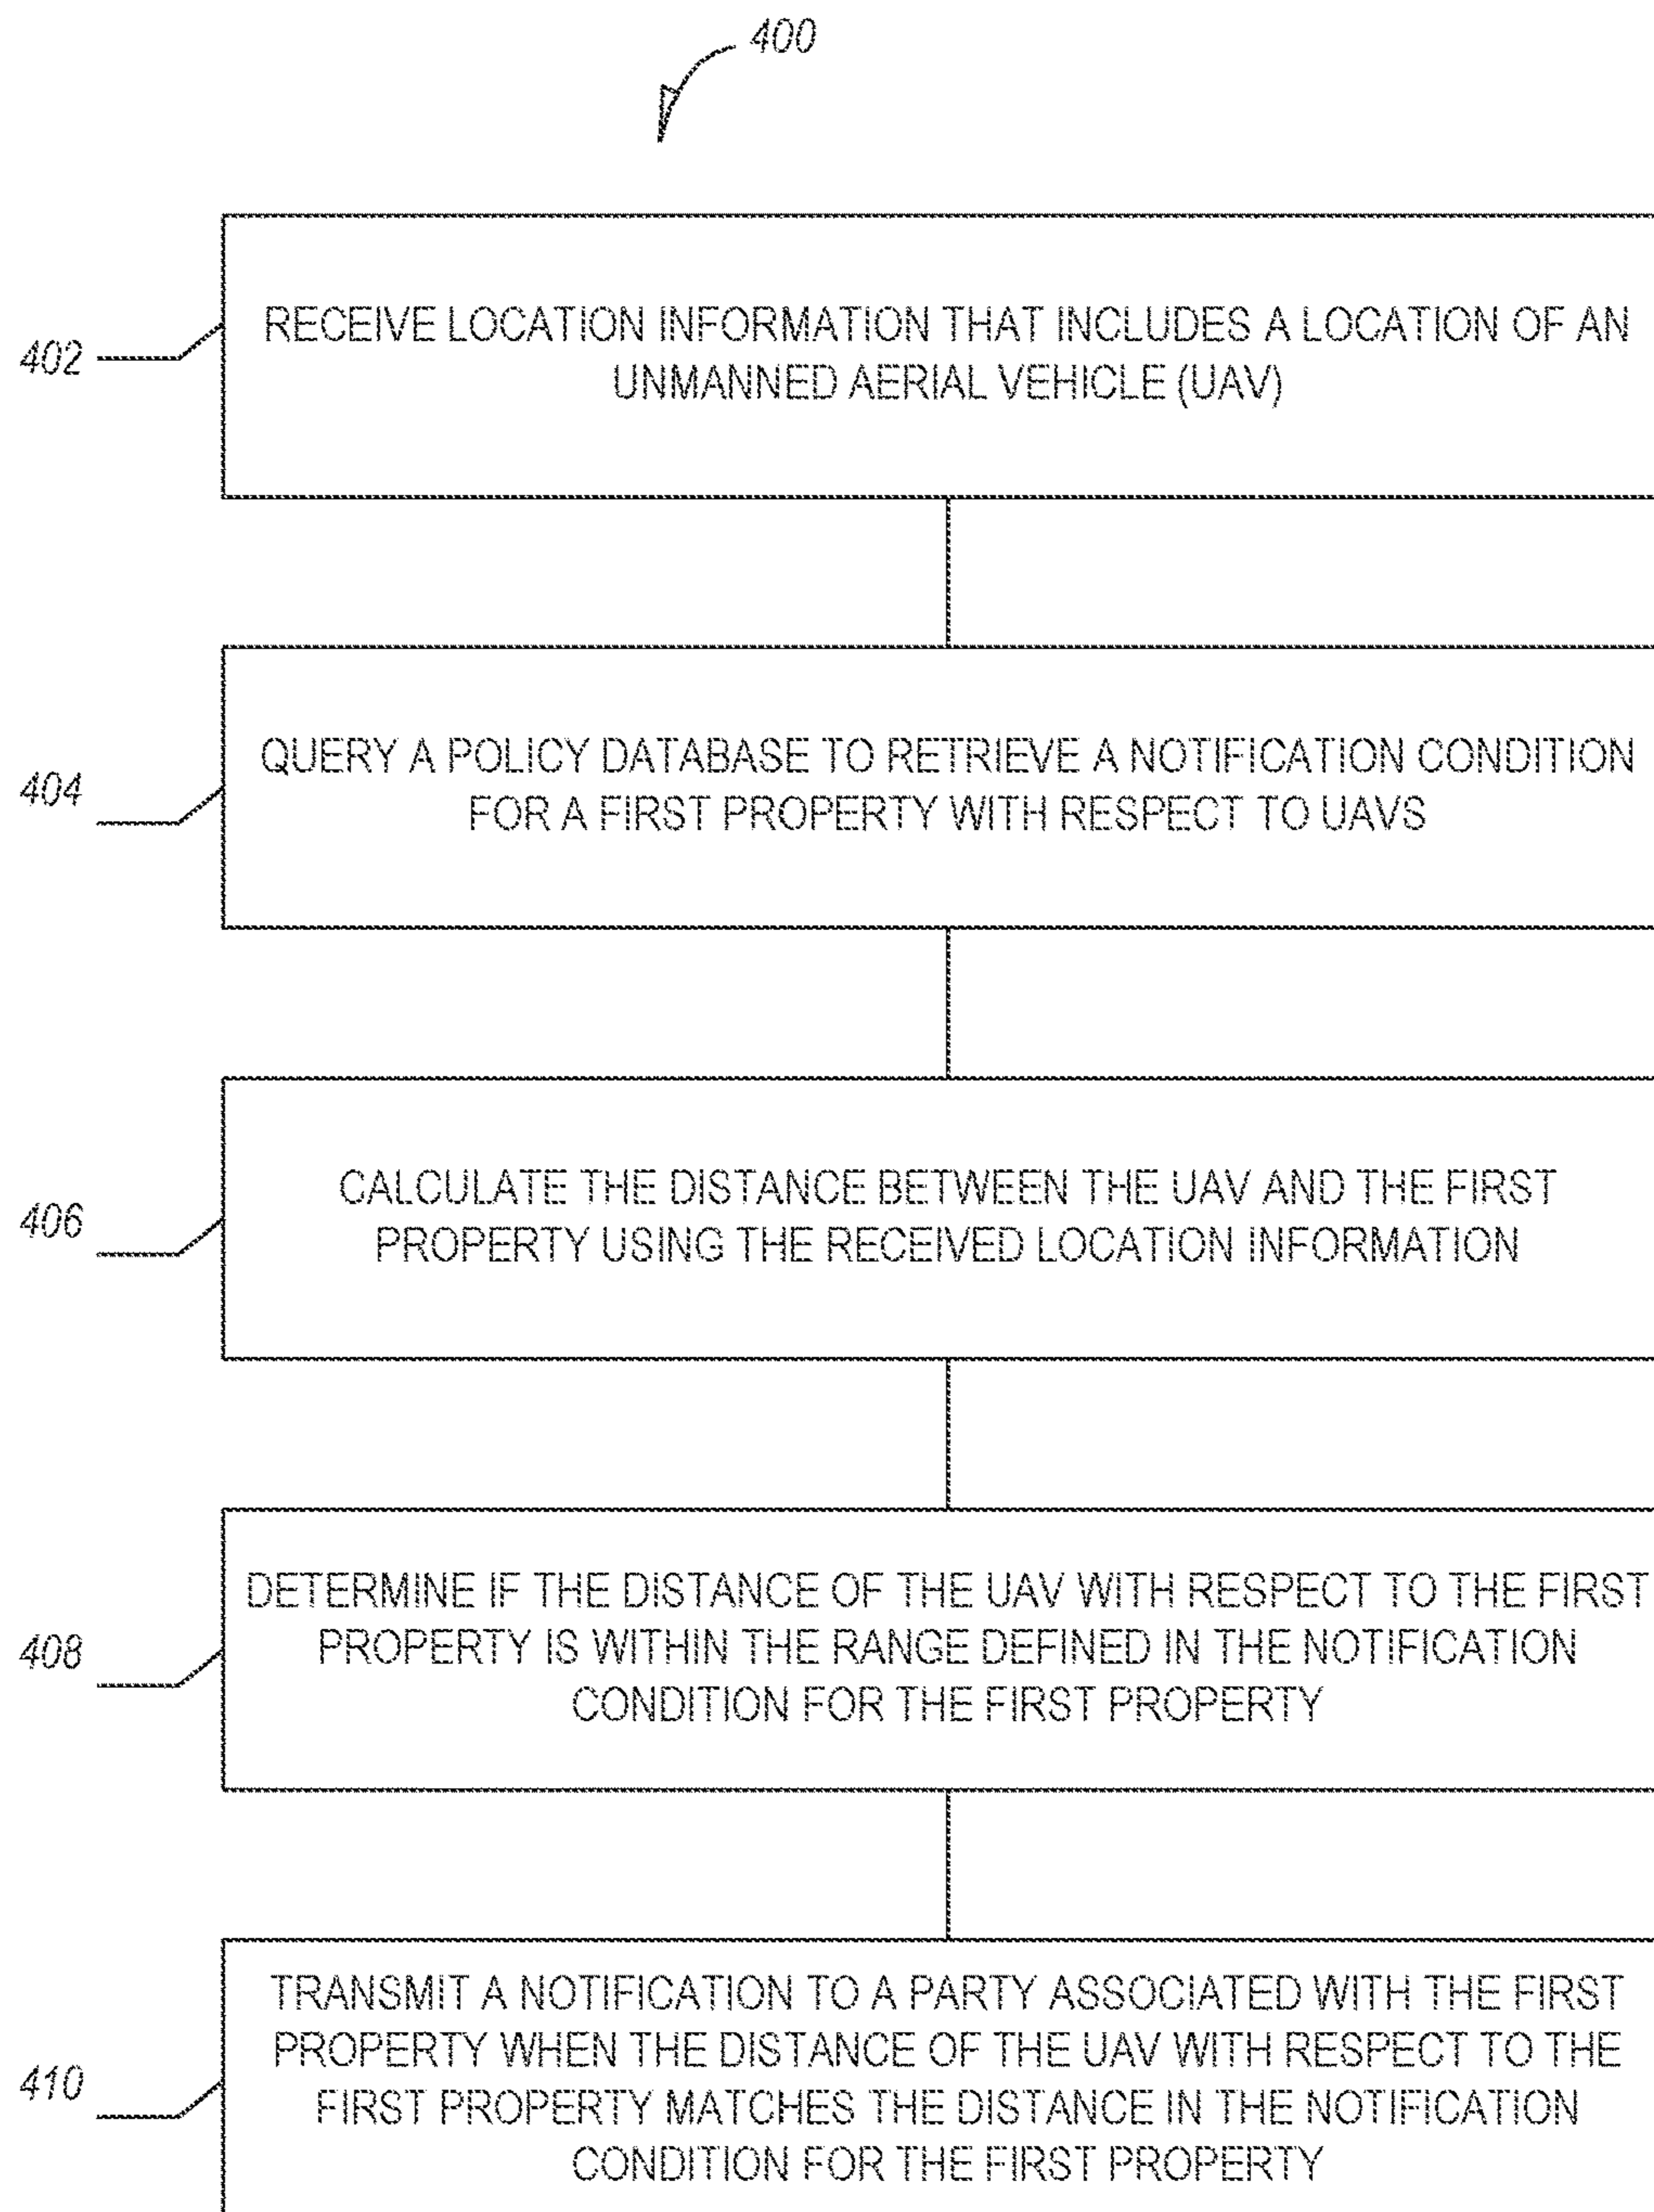 400
402
RECEIVE LOCATION INFORMATION THAT INCLUDES A LOCATION OF AN
UNMANNED AERIAL VEHICLE (UAV)
404
QUERY A POLICY DATABASE TO RETRIEVE A NOTIFICATION CONDITION
FOR A FIRST PROPERTY WITH RESPECT TO UAVS
406
CALCULATE THE DISTANCE BETWEEN THE UAV AND THE FIRST
PROPERTY USING THE RECEIVED LOCATION INFORMATION
408
DETERMINE IF THE DISTANCE OF THE UAV WITH RESPECT TO THE FIRST
PROPERTY IS WITHIN THE RANGE DEFINED IN THE NOTIFICATION
CONDITION FOR THE FIRST PROPERTY
410
TRANSMIT A NOTIFICATION TO A PARTY ASSOCIATED WITH THE FIRST
PROPERTY WHEN THE DISTANCE OF THE UAV WITH RESPECT TO THE
FIRST PROPERTY MATCHES THE DISTANCE IN THE NOTIFICATION
CONDITION FOR THE FIRST PROPERTY